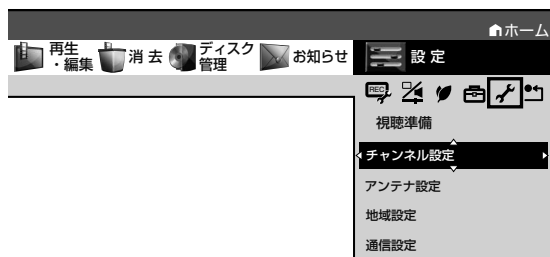 ホーム
再生
・編集
消去
ディスク
管理
お知らせ
設定
REC
視聴準備
チャンネル設定
アンテナ設定
地域設定
通信設定